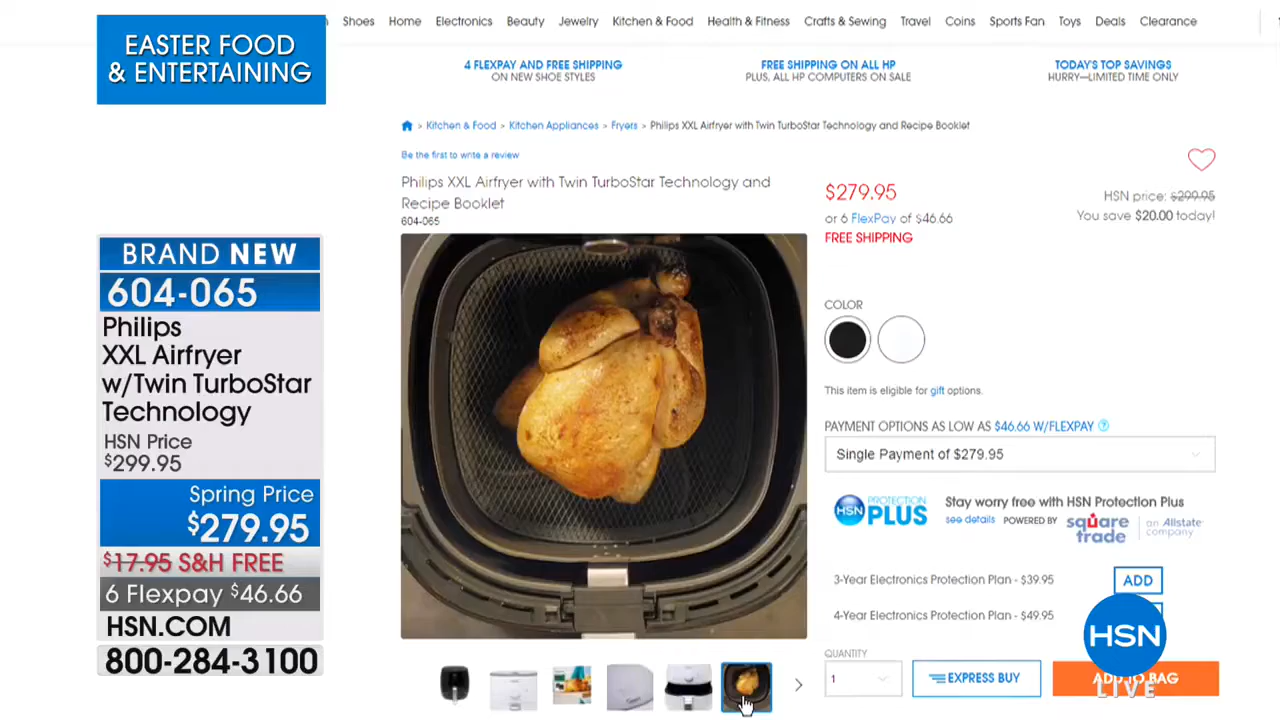 EASTER FOOD
& ENTERTAINING
Shoes Home Electronics Beauty Jewelry Kitchen & Food Health & Fitness Crafts & Sewing Travel Coins Sports Fan Toys Deals Clearance
4 FLEXPAY AND FREE SHIPPING
ON NEW SHOE STYLES
FREE SHIPPING ON ALL HP
PLUS, ALL HP COMPUTERS ON SALE
TODAY'S TOP SAVINGS
HURRY—LIMITED TIME ONLY
> Kitchen & Food > Kitchen Appliances > Fryers > Philips XXL Airfryer with Twin TurboStar Technology and Recipe Booklet
Be the first to write a review
Philips XXL Airfryer with Twin TurboStar Technology and
Recipe Booklet
604-065
$279.95
or 6 FlexPay of $46.66
FREE SHIPPING
HSN price: $299.95
You save $20.00 today!
COLOR
This item is eligible for gift options.
PAYMENT OPTIONS AS LOW AS $46.66 W/FLEXPAY ?
Single Payment of $279.95
HSN PROTECTION PLUS
Stay worry free with HSN Protection Plus
see details POWERED BY square trade an Allstate company
3-Year Electronics Protection Plan - $39.95 ADD
4-Year Electronics Protection Plan - $49.95
QUANTITY
1
EXPRESS BUY
ADD TO BAG
HSN
LIVE
BRAND NEW
604-065
Philips
XXL Airfryer
w/Twin TurboStar
Technology
HSN Price
$299.95
Spring Price
$279.95
$17.95 S&H FREE
6 Flexpay $46.66
HSN.COM
800-284-3100